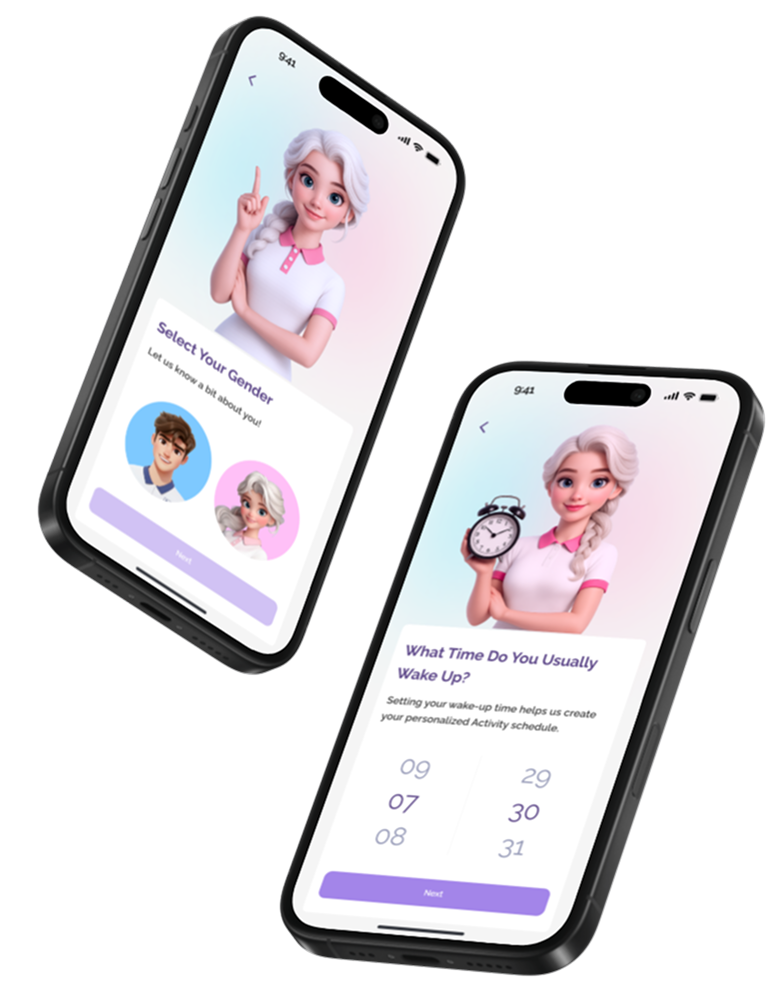 9:41
Select Your Gender
Let us know a bit about you!
Next
9:41
What Time Do You Usually
Wake Up?
Setting your wake-up time helps us create
your personalized Activity schedule.
09 29
07 30
08 31
Next